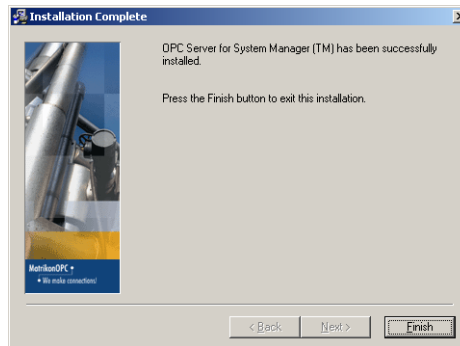 Installation Complete
OPC Server for System Manager (TM) has been successfully
installed.
Press the Finish button to exit this installation.
MatrikonOPC
We make connections!
< Back
Next >
Finish